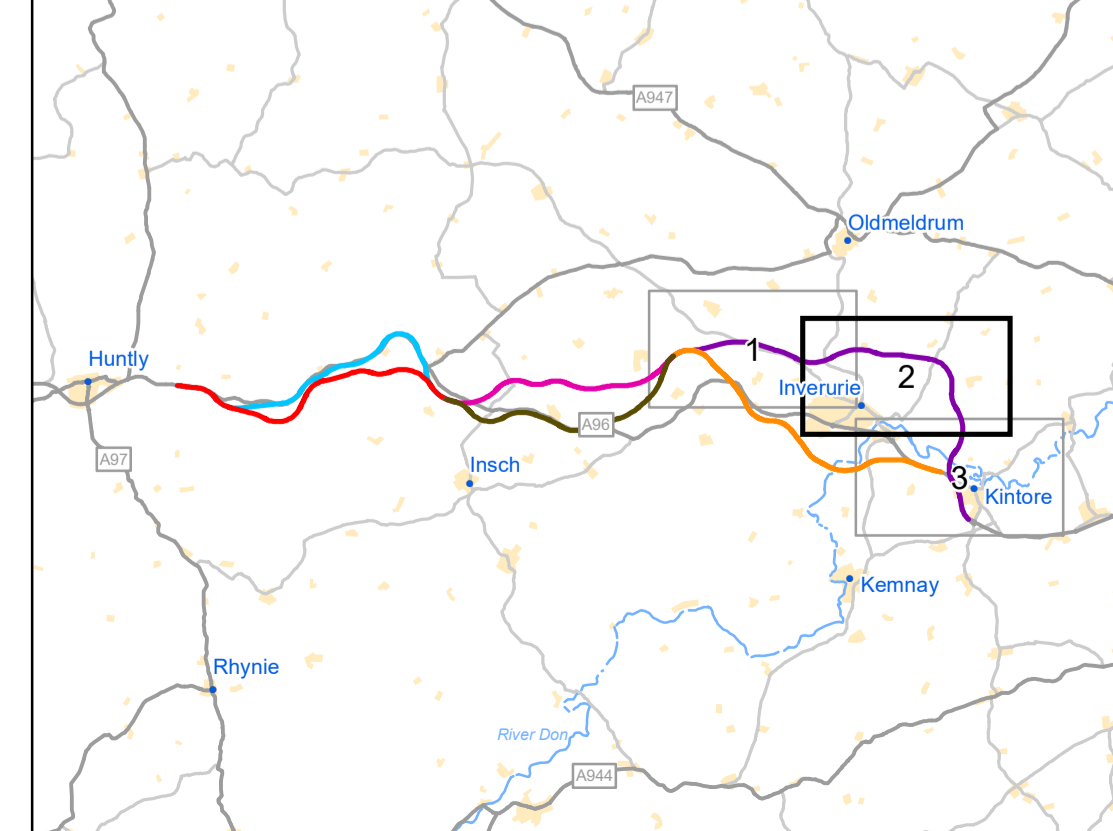 A947
Oldmeldrum
Huntly
1
2
Inverurie
A96
A97
Insch
3
Kintore
Kemnay
Rhynie
River Don
A944